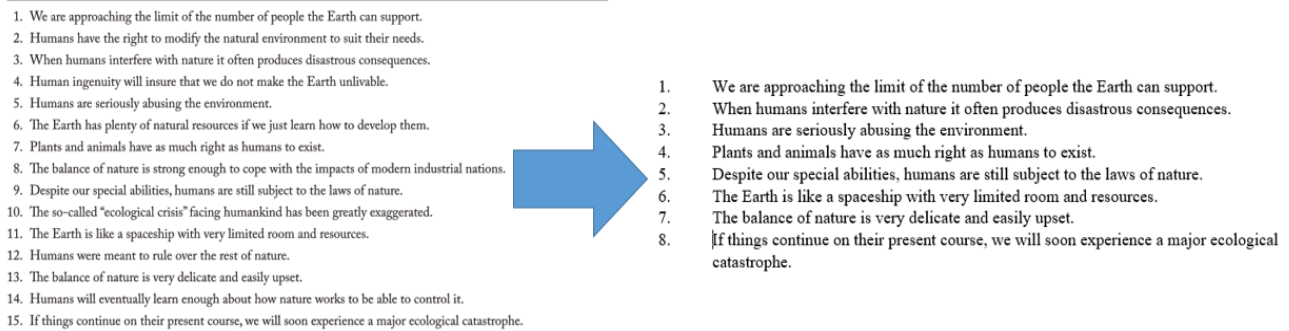 1. We are approaching the limit of the number of people the Earth can support.
2. Humans have the right to modify the natural environment to suit their needs.
3. When humans interfere with nature it often produces disastrous consequences.
4. Human ingenuity will insure that we do not make the Earth unlivable.
5. Humans are seriously abusing the environment.
6. The Earth has plenty of natural resources if we just learn how to develop them.
7. Plants and animals have as much right as humans to exist.
8. The balance of nature is strong enough to cope with the impacts of modern industrial nations.
9. Despite our special abilities, humans are still subject to the laws of nature.
10. The so-called “ecological crisis” facing humankind has been greatly exaggerated.
11. The Earth is like a spaceship with very limited room and resources.
12. Humans were meant to rule over the rest of nature.
13. The balance of nature is very delicate and easily upset.
14. Humans will eventually learn enough about how nature works to be able to control it.
15. If things continue on their present course, we will soon experience a major ecological catastrophe.
1. We are approaching the limit of the number of people the Earth can support.
2. When humans interfere with nature it often produces disastrous consequences.
3. Humans are seriously abusing the environment.
4. Plants and animals have as much right as humans to exist.
5. Despite our special abilities, humans are still subject to the laws of nature.
6. The Earth is like a spaceship with very limited room and resources.
7. The balance of nature is very delicate and easily upset.
8. If things continue on their present course, we will soon experience a major ecological
catastrophe.